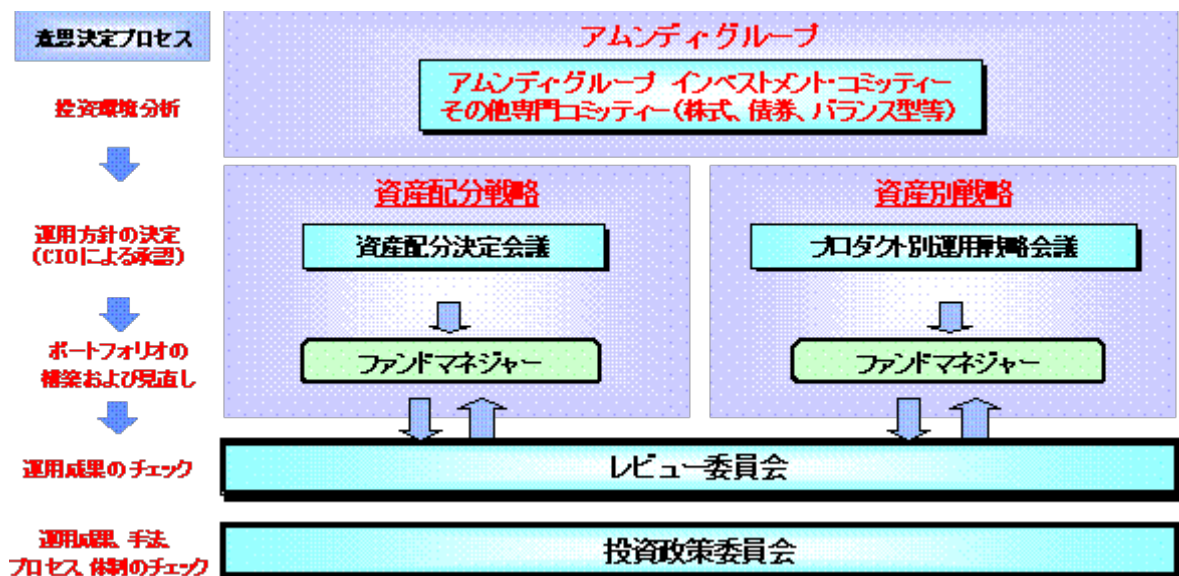 意思決定プロセス
アムンディ・グループ
アムンディ・グループ インベストメント・コミッティー
その他専門コミッティー(株式、債券、バランス型等)
投資環境分析
資産配分戦略
資産別戦略
運用方針の決定
(CIOによる承認)
資産配分決定会議
プロダクト別運用戦略会議
ポートフォリオの
構築および見直し
ファンドマネジャー
ファンドマネジャー
運用成果のチェック
レビュー委員会
運用成果、手法、
プロセス、体制のチェック
投資政策委員会